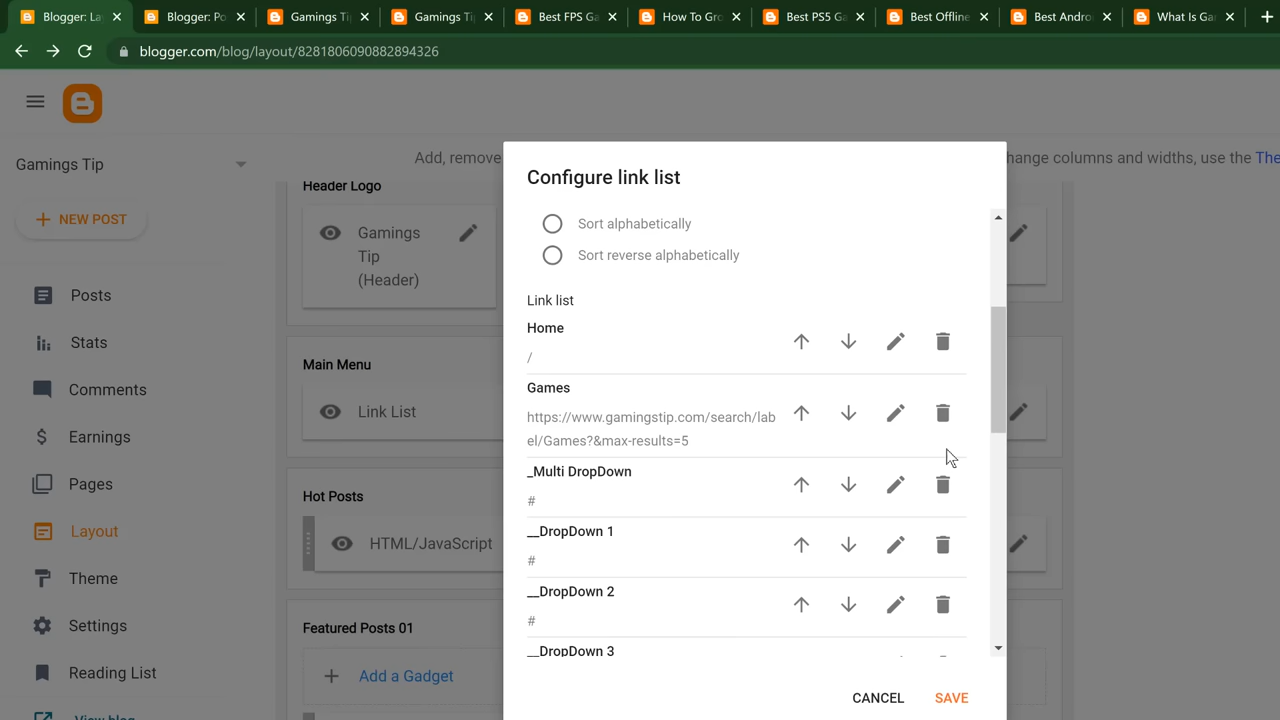 Blogger: La
Blogger: Po
Gamings Ti
Gamings T
Best FPS Ga
How To Gro
Best PS5 Ga
Best Offline
Best Andro
What Is Ga
blogger.com/blog/layout/8281806090882894326
Gamings Tip
NEW POST
Posts
Stats
Comments
Earnings
Pages
Layout
Theme
Settings
Reading List
View blog
Add, remove
hange columns and widths, use the The
Header Logo
Gamings
Tip
(Header)
Main Menu
Link List
Hot Posts
HTML/JavaScript
Featured Posts 01
Add a Gadget
Configure link list
Sort alphabetically
Sort reverse alphabetically
Link list
Home
/
Games
https://www.gamingstip.com/search/lab
el/Games?&max-results=5
_Multi DropDown
#
__DropDown 1
#
__DropDown 2
#
__DropDown 3
CANCEL
SAVE